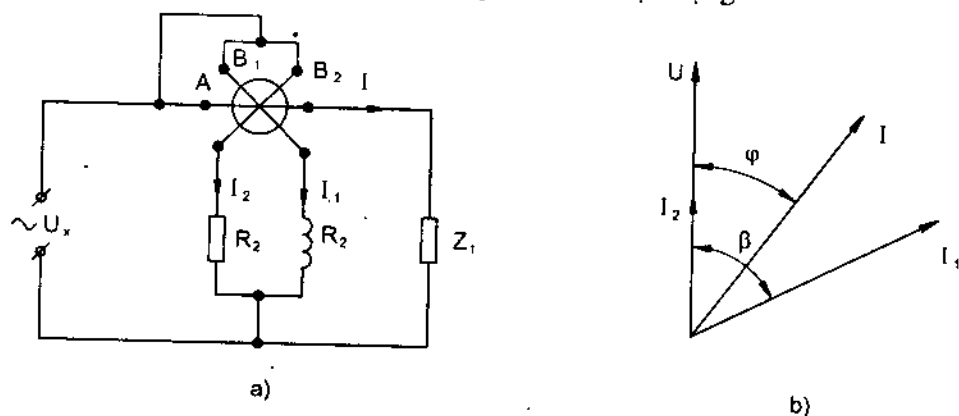 B₁
B₂
A
I
U
I
φ
I₂
I₁
I₂
β
I₁
∼ Uₓ
R₂
R₂
Z₁
a)
b)